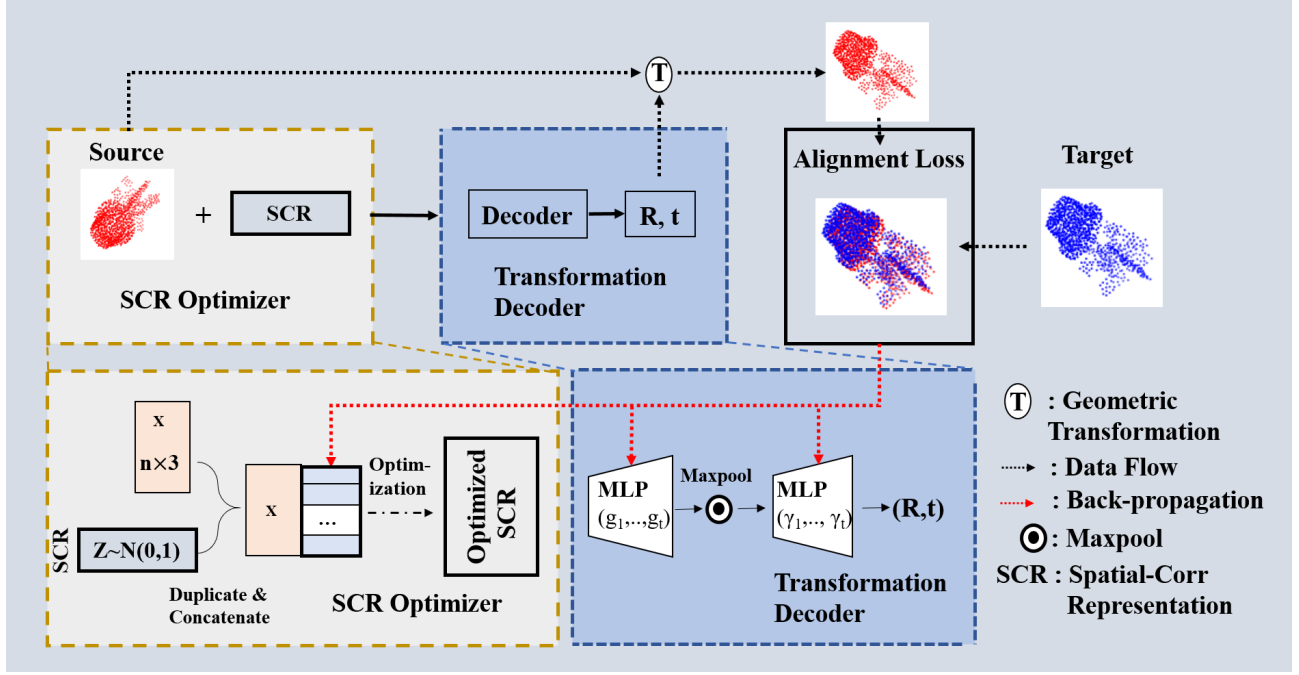 T
Source
+
SCR
SCR Optimizer
Decoder
R, t
Transformation
Decoder
Alignment Loss
Target
x
n×3
SCR
Z~N(0,1)
Duplicate &
Concatenate
x
...
Optim-
ization
Optimized
SCR
SCR Optimizer
MLP
(g₁,..,gₜ)
Maxpool
MLP
(γ₁,.., γₜ)
(R,t)
Transformation
Decoder
T : Geometric
Transformation
: Data Flow
: Back-propagation
: Maxpool
SCR : Spatial-Corr
Representation